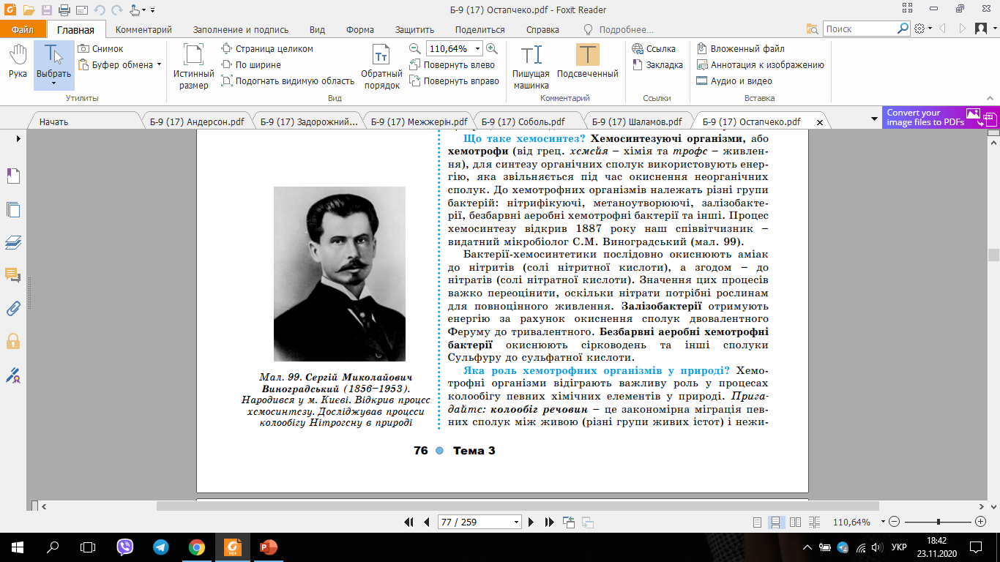 Б-9 (17) Остапчеко.pdf - Foxit Reader
Файл
Главная
Комментарий
Заполнение и подпись
Вид
Форма
Защитить
Поделиться
Справка
Подробнее...
Поиск
Рука
Выбрать
Снимок
Буфер обмена
Утилиты
Истинный размер
Страница целиком
По ширине
Подогнать видимую область
Обратный порядок
110,64%
Повернуть влево
Повернуть вправо
Вид
Пишущая машинка
Подсвеченный
Комментарий
Ссылка
Закладка
Ссылки
Вложенный файл
Аннотация к изображению
Аудио и видео
Вставка
Начать
Б-9 (17) Андерсон.pdf
Б-9 (17) Задорожний...
Б-9 (17) Межжерін.pdf
Б-9 (17) Соболь.pdf
Б-9 (17) Шаламов.pdf
Б-9 (17) Остапчеко.pdf
Convert your
image files to PDFs
Що таке хемосинтез? Хемосинтезуючі організми, або
хемотрофи (від грец. хемейя – хімія та трофе – живлен-
ня), для синтезу органічних сполук використовують енер-
гію, яка звільняється під час окиснення неорганічних
сполук. До хемотрофних організмів належать різні групи
бактерій: нітрифікуючі, метаноутворюючі, залізобакте-
рії, безбарвні аеробні хемотрофні бактерії та інші. Процес
хемосинтезу відкрив 1887 року наш співвітчизник –
видатний мікробіолог С.М. Виноградський (мал. 99).
Бактерії-хемосинтетики послідовно окиснюють аміак
до нітритів (солі нітритної кислоти), а згодом – до
нітратів (солі нітратної кислоти). Значення цих процесів
важко переоцінити, оскільки нітрати потрібні рослинам
для повноцінного живлення. Залізобактерії отримують
енергію за рахунок окиснення сполук двовалентного
Феруму до тривалентного. Безбарвні аеробні хемотрофні
бактерії окиснюють сірководень та інші сполуки
Сульфуру до сульфатної кислоти.
Яка роль хемотрофних організмів у природі? Хемо-
трофні організми відіграють важливу роль у процесах
колообігу певних хімічних елементів у природі. Прига-
дайте: колообіг речовин – це закономірна міграція пев-
них сполук між живою (різні групи живих істот) і нежи-
Мал. 99. Сергій Миколайович
Виноградський (1856–1953).
Народився у м. Києві. Відкрив процес
хемосинтезу. Досліджував процеси
колообігу Нітрогену в природі
76 Тема 3
77 / 259
110,64%
УКР
18:42
23.11.2020